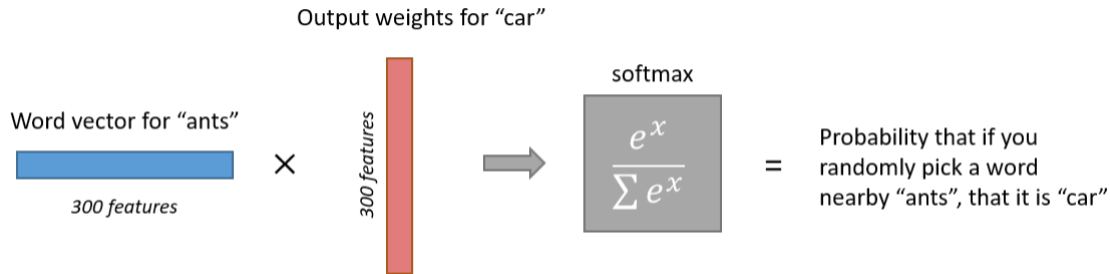 Output weights for “car”
softmax
Word vector for “ants”
300 features
×
300 features
e^x
∑ e^x
=
Probability that if you
randomly pick a word
nearby “ants”, that it is “car”